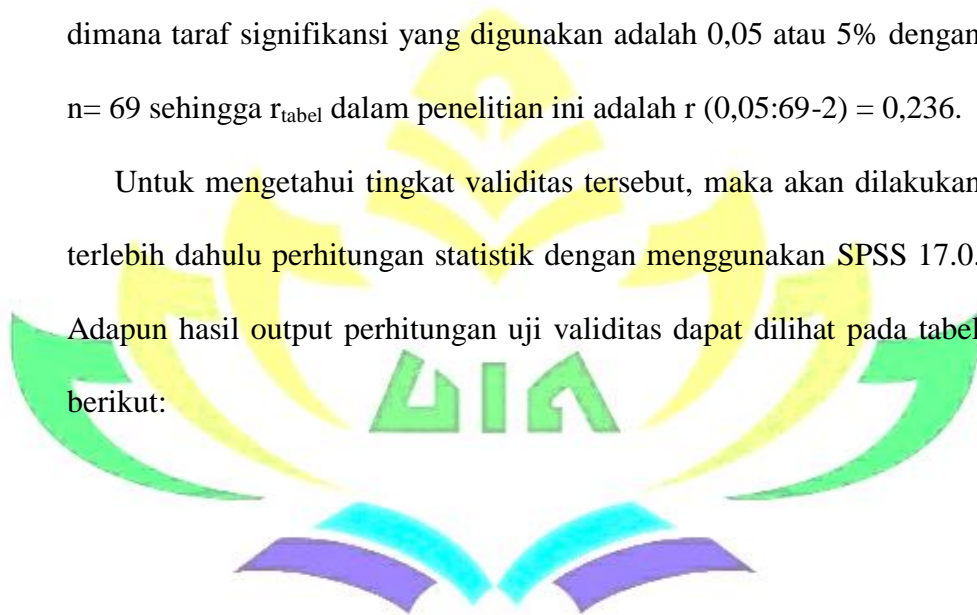 dimana taraf signifikansi yang digunakan adalah 0,05 atau 5% dengan
n= 69 sehingga rtabel dalam penelitian ini adalah r (0,05:69-2) = 0,236.
Untuk mengetahui tingkat validitas tersebut, maka akan dilakukan
terlebih dahulu perhitungan statistik dengan menggunakan SPSS 17.0.
Adapun hasil output perhitungan uji validitas dapat dilihat pada tabel
berikut:
UIN